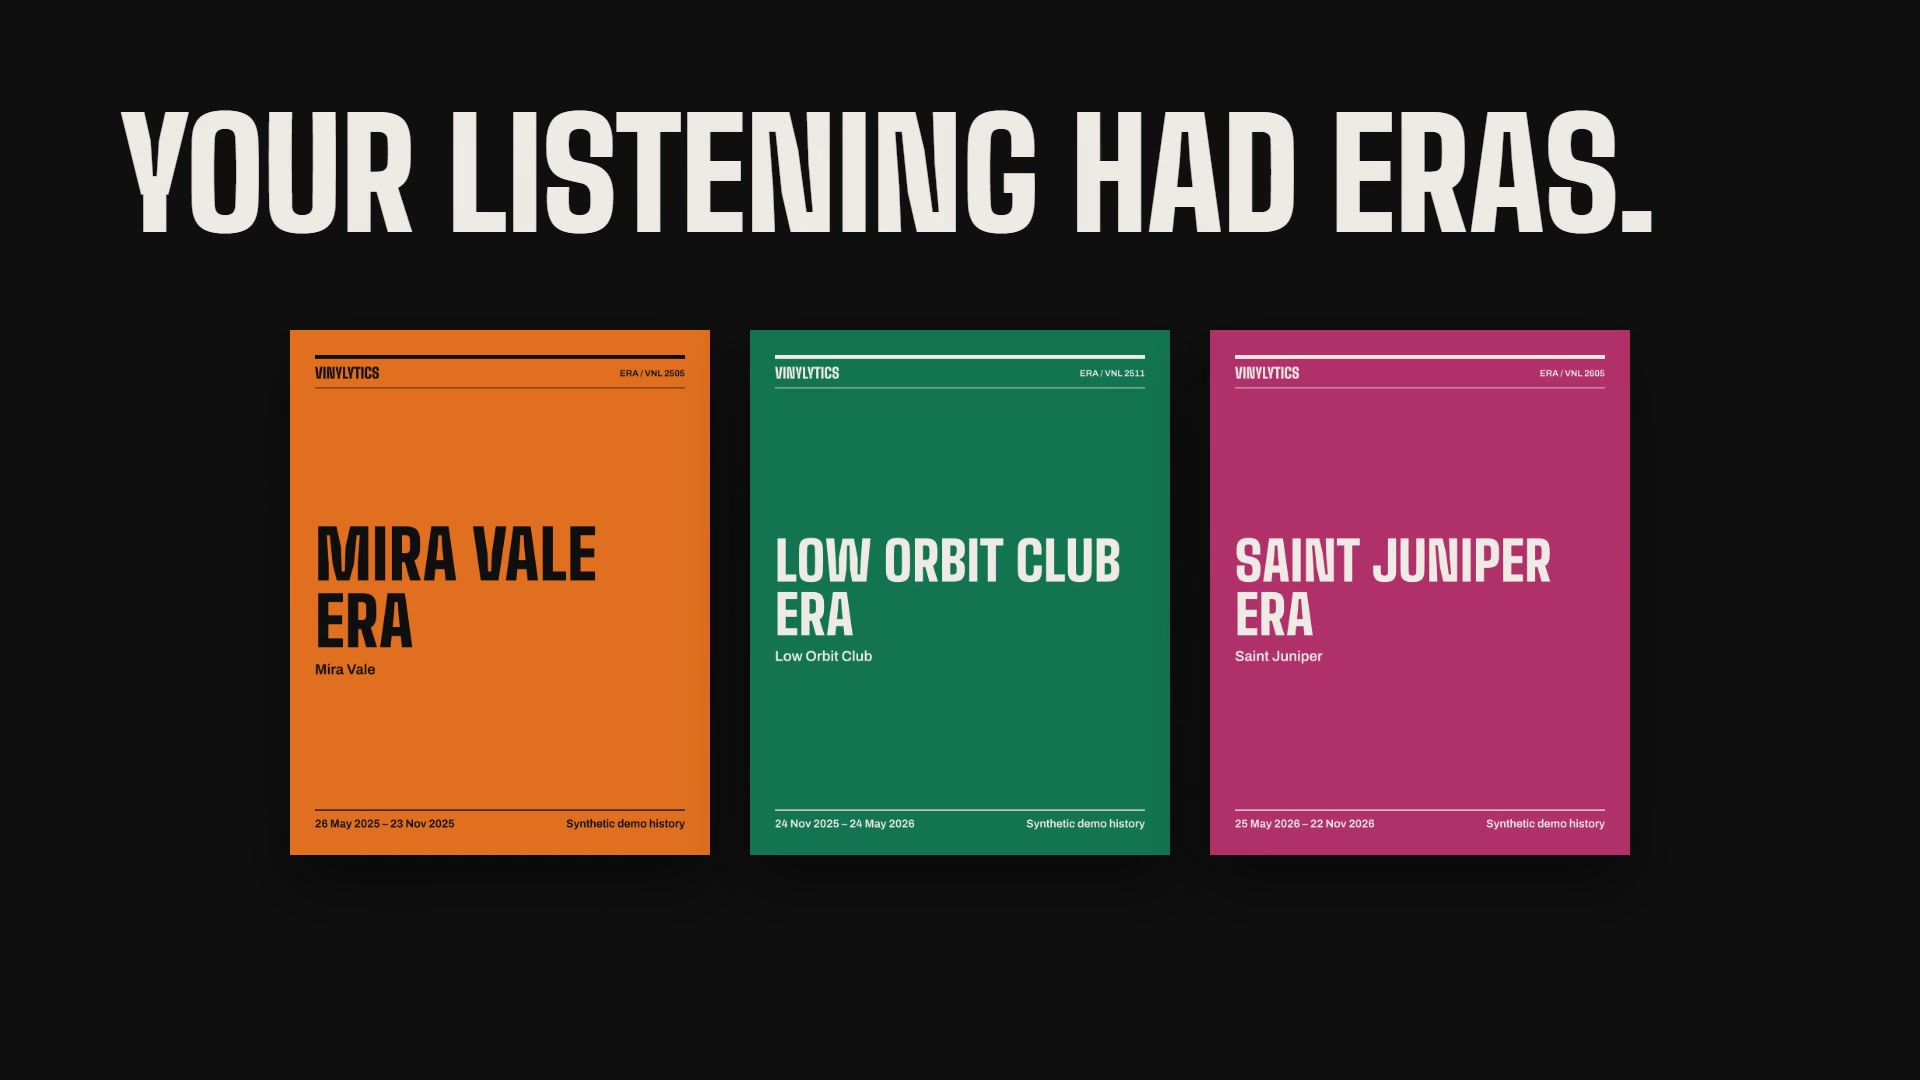 YOUR LISTENING HAD ERAS.
VINYLYTICS
ERA / VNL 2505
MIRA VALE
ERA
Mira Vale
26 May 2025 – 23 Nov 2025
Synthetic demo history
VINYLYTICS
ERA / VNL 2511
LOW ORBIT CLUB
ERA
Low Orbit Club
24 Nov 2025 – 24 May 2026
Synthetic demo history
VINYLYTICS
ERA / VNL 2605
SAINT JUNIPER
ERA
Saint Juniper
25 May 2026 – 22 Nov 2026
Synthetic demo history